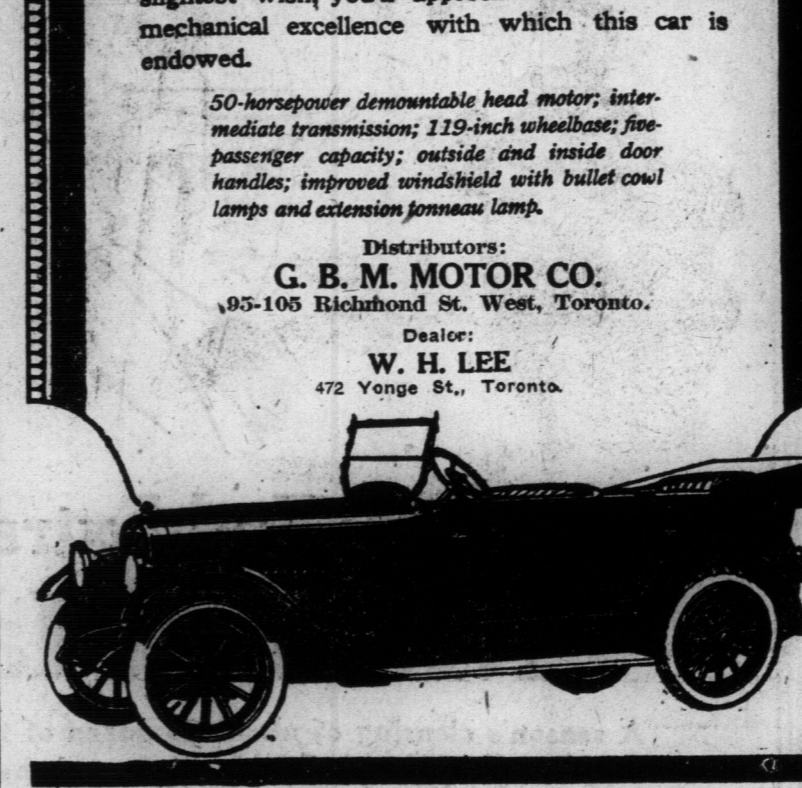 mechanical excellence with which this car is
endowed.
50-horsepower demountable head motor; inter-
mediate transmission; 119-inch wheelbase; five-
passenger capacity; outside and inside door
handles; improved windshield with bullet cowl
lamps and extension tonneau lamp.
Distributors:
G. B. M. MOTOR CO.
95-105 Richmond St. West, Toronto.
Dealer:
W. H. LEE
472 Yonge St., Toronto.